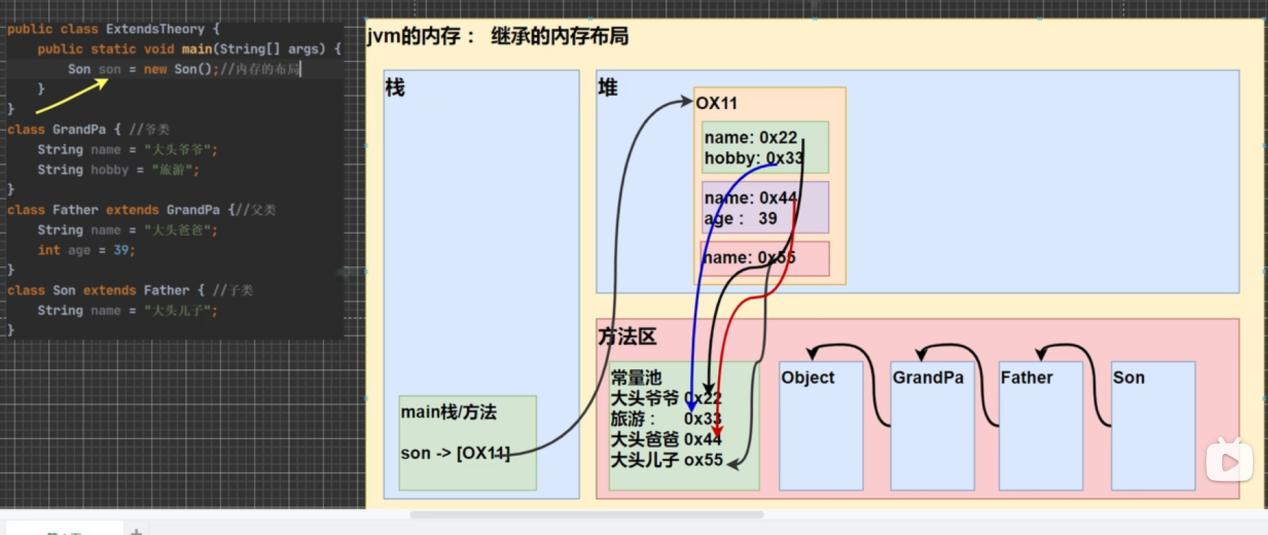 public class ExtendsTheory {
public static void main(String[] args) {
Son son = new Son();//内存的布局
}
}
class GrandPa { //爷类
String name = "大头爷爷";
String hobby = "旅游";
}
class Father extends GrandPa {//父类
String name = "大头爸爸";
int age = 39;
}
class Son extends Father { //子类
String name = "大头儿子";
}
jvm的内存： 继承的内存布局
栈
main栈/方法
son -> [OX11]
堆
OX11
name: 0x22
hobby: 0x33
name: 0x44
age： 39
name: 0x55
方法区
常量池
大头爷爷 0x22
旅游： 0x33
大头爸爸 0x44
大头儿子 ox55
Object
GrandPa
Father
Son